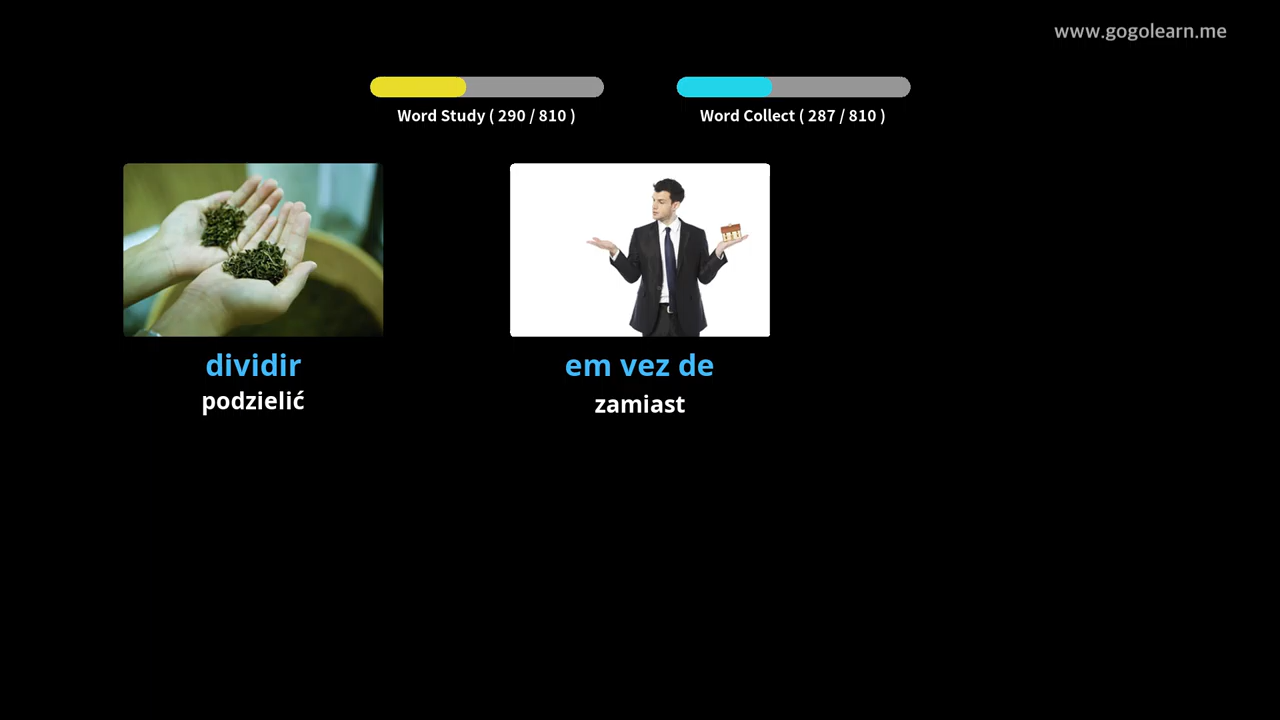 www.gogolearn.me
Word Study ( 290 / 810 )
Word Collect ( 287 / 810 )
dividir
podzielić
em vez de
zamiast